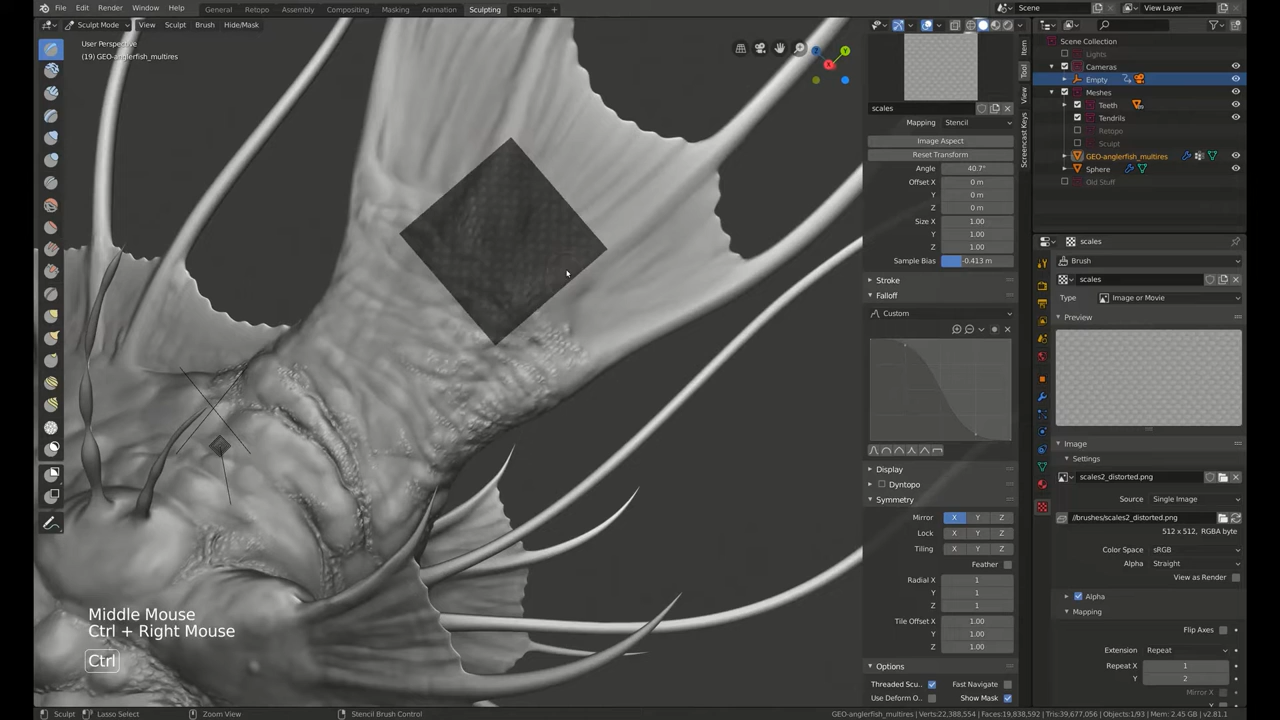 File Edit Render Window Help General Retopo Layout Compositing Masking Animation Sculpting Shading + Scene View Layer
Sculpt Mode View Sculpt Brush Hide/Mask
User Perspective
(19) GEO-anglerfish_multires
Middle Mouse
Ctrl + Right Mouse
Ctrl
scales
Mapping Stencil
Image Aspect
Reset Transform
Angle 40.7°
Offset X 0 m
Y 0 m
Z 0 m
Size X 1.00
Y 1.00
Z 1.00
Sample Bias -0.413 m
Stroke
Falloff
Custom
Display
Dyntopo
Symmetry
Mirror X Y Z
Lock X Y Z
Tiling X Y Z
Feather
Radial X 1
Y 1
Z 1
Tile Offset X 1.00
Y 1.00
Z 1.00
Options
Threaded Scu.. Fast Navigate
Use Deform O.. Show Mask
Item
Tool
View
Screencast Keys
Scene Collection
Lights
Cameras
Empty
Meshes
Teeth
Tendrils
Retopo
Sculpt
GEO-anglerfish_multires
Sphere
Old Stuff
scales
Brush
scales
Type Image or Movie
Preview
Image
Settings
scales2_distorted.png
Source Single Image
//brushes/scales2_distorted.png
512 x 512, RGBA byte
Color Space sRGB
Alpha Straight
View as Render
Alpha
Mapping
Flip Axes
Extension Repeat
Repeat X 1
Y 2
Mirror X
Sculpt Lasso Select Zoom View Stencil Brush Control GEO-anglerfish_multires | Verts:22,388,554 | Faces:19,838,592 | Tris:39,677,056 | Objects:1/93 | Mem: 2.45 GB | v2.81.1